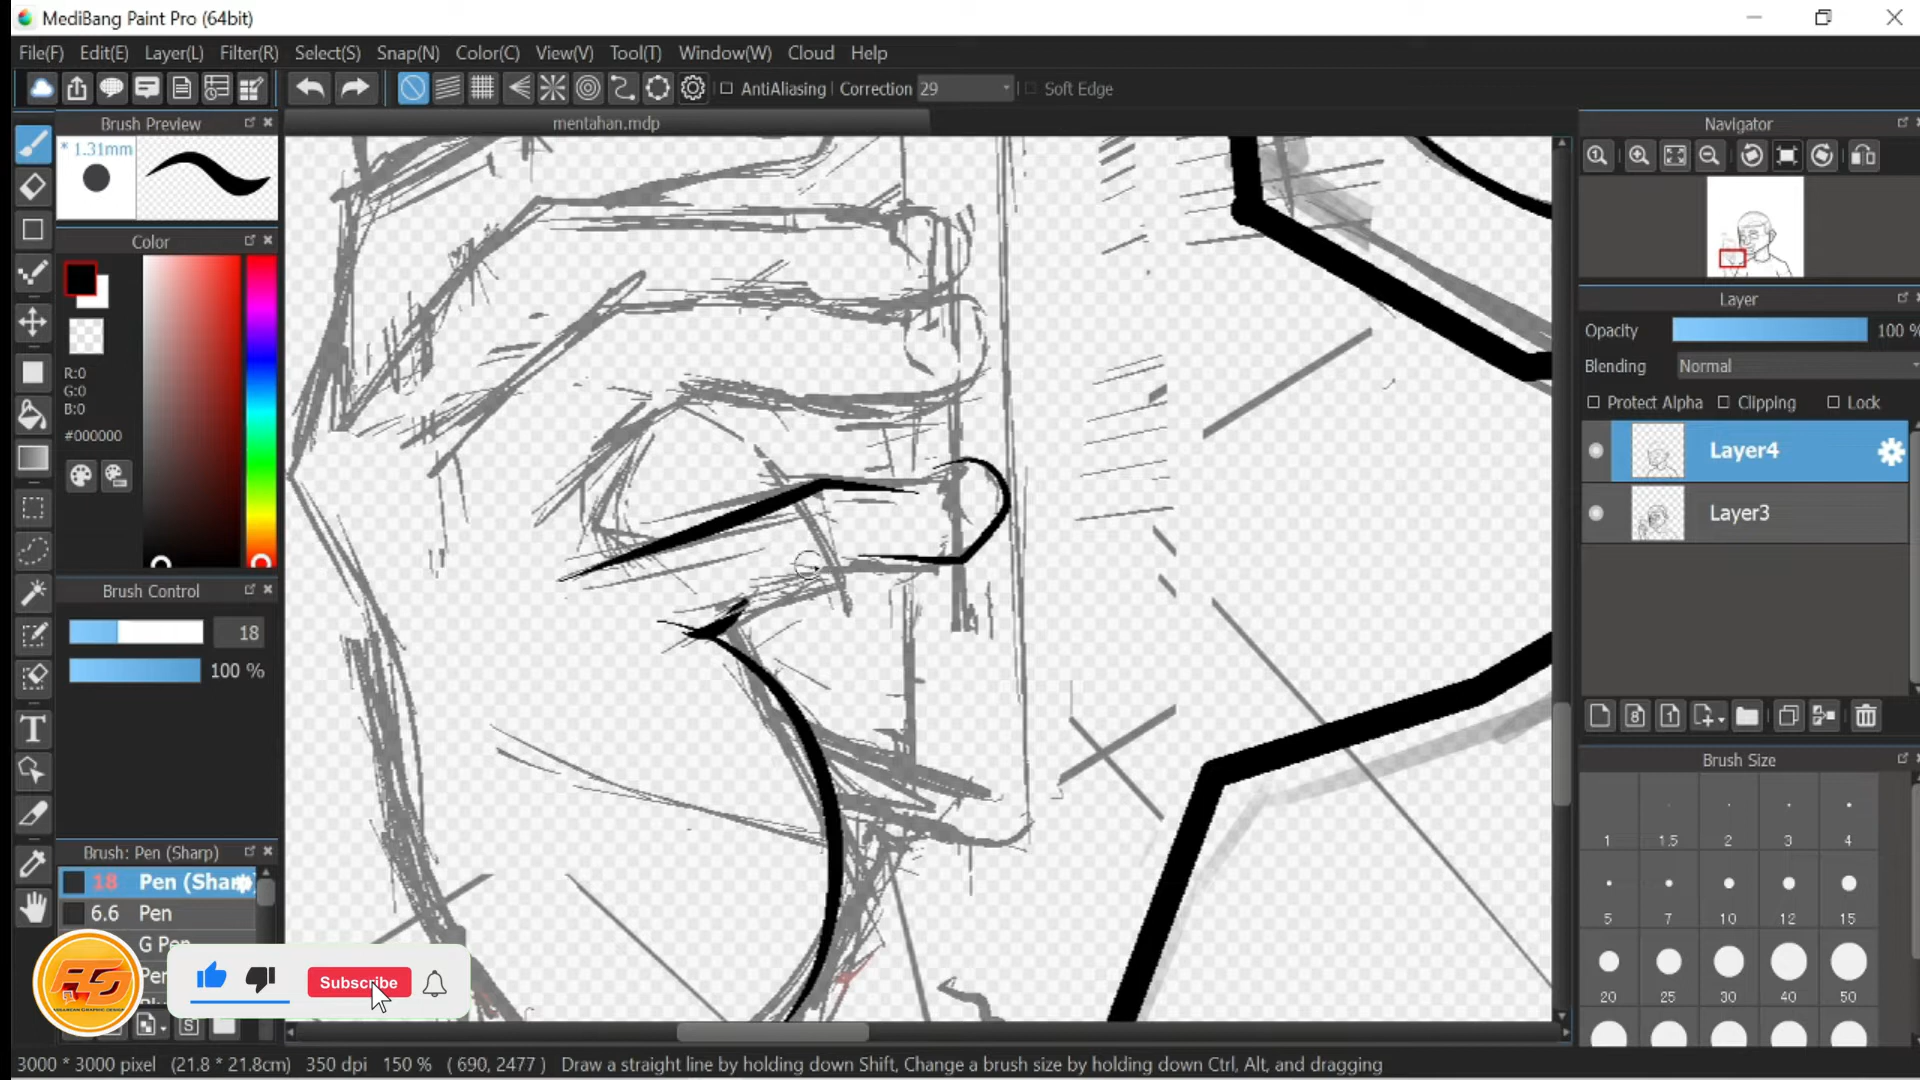 MediBang Paint Pro (64bit)
File(F) Edit(E) Layer(L) Filter(R) Select(S) Snap(N) Color(C) View(V) Tool(T) Window(W) Cloud Help
AntiAliasing Correction 29 Soft Edge
Brush Preview
mentahan.mdp
Navigator
* 1.31mm
Color
R:0
G:0
B:0
#000000
Layer
Opacity 100 %
Blending Normal
Protect Alpha Clipping Lock
Layer4
Layer3
Brush Control
18
100 %
Brush Size
1 1.5 2 3 4
5 7 10 12 15
20 25 30 40 50
Brush: Pen (Sharp)
18 Pen (Shar
6.6 Pen
G Pen
Subscribe
3000 * 3000 pixel (21.8 * 21.8cm) 350 dpi 150 % ( 690, 2477 ) Draw a straight line by holding down Shift, Change a brush size by holding down Ctrl, Alt, and dragging